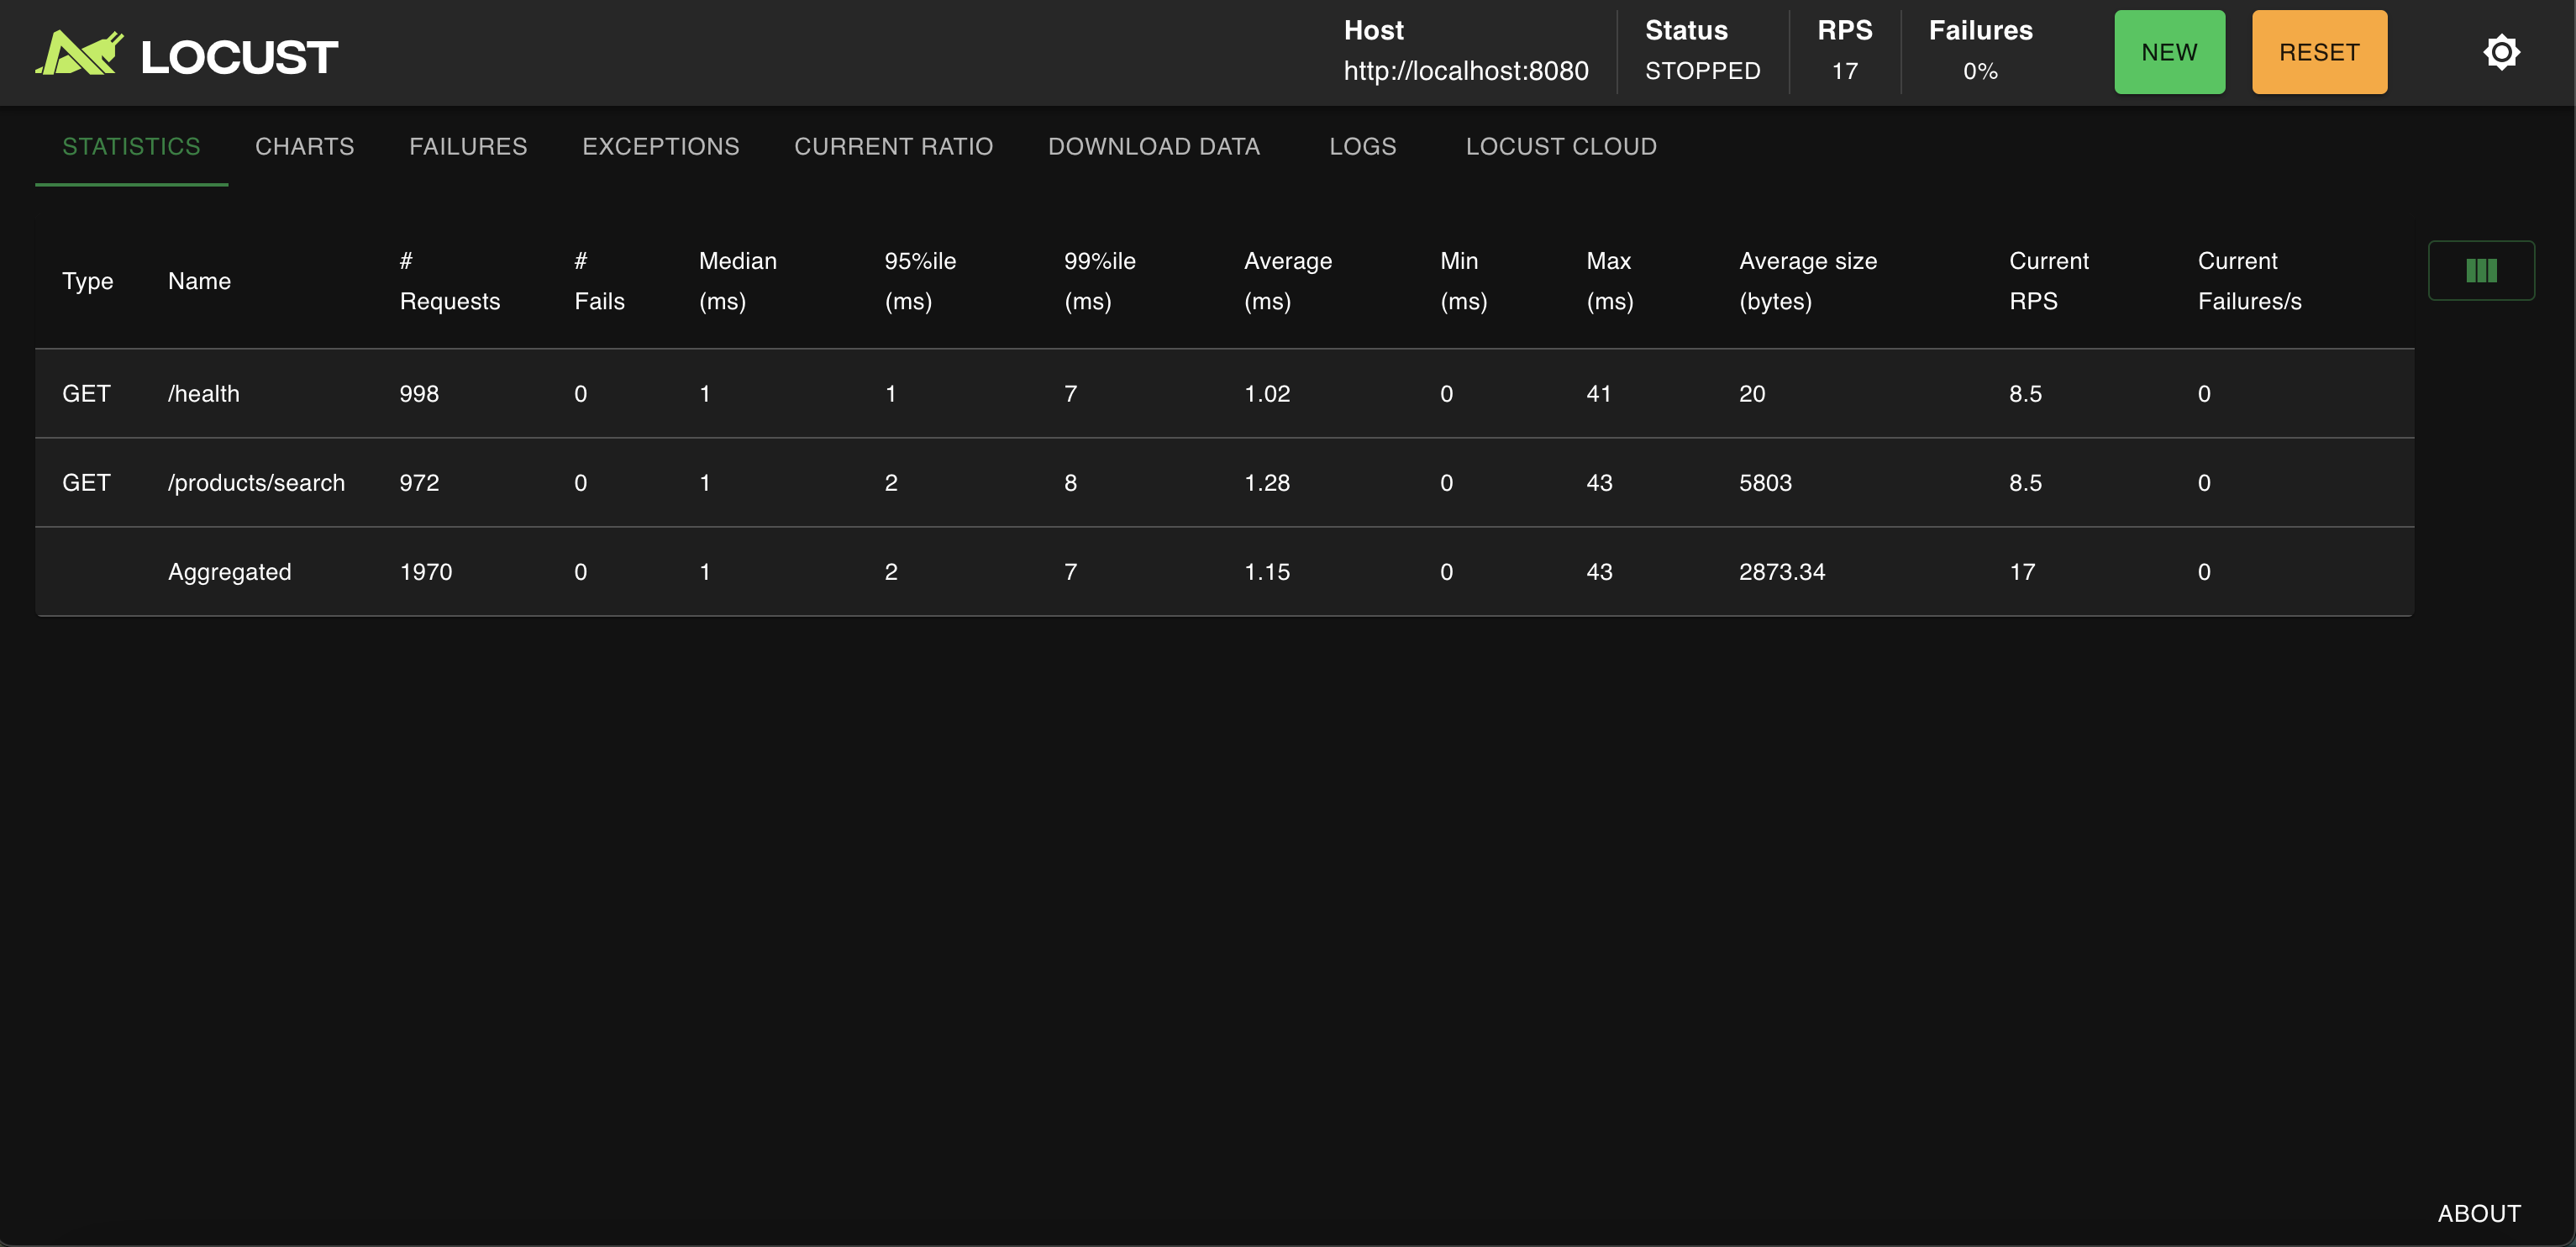 LOCUST
Host Status RPS Failures
http://localhost:8080 STOPPED 17 0%
NEW RESET
STATISTICS CHARTS FAILURES EXCEPTIONS CURRENT RATIO DOWNLOAD DATA LOGS LOCUST CLOUD
Type Name # Requests # Fails Median (ms) 95%ile (ms) 99%ile (ms) Average (ms) Min (ms) Max (ms) Average size (bytes) Current RPS Current Failures/s
GET /health 998 0 1 1 7 1.02 0 41 20 8.5 0
GET /products/search 972 0 1 2 8 1.28 0 43 5803 8.5 0
Aggregated 1970 0 1 2 7 1.15 0 43 2873.34 17 0
ABOUT